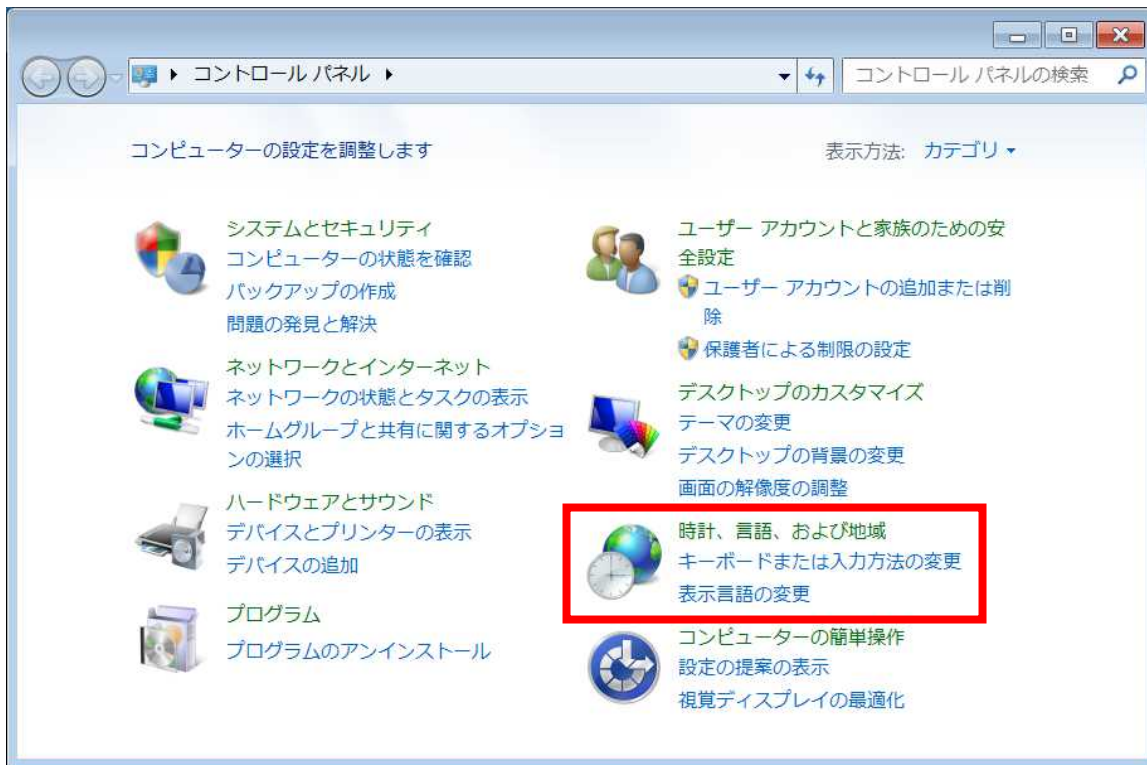 コントロール パネル
コントロール パネルの検索
コンピューターの設定を調整します
表示方法: カテゴリ
システムとセキュリティ
コンピューターの状態を確認
バックアップの作成
問題の発見と解決
ネットワークとインターネット
ネットワークの状態とタスクの表示
ホームグループと共有に関するオプショ
ンの選択
ハードウェアとサウンド
デバイスとプリンターの表示
デバイスの追加
プログラム
プログラムのアンインストール
ユーザー アカウントと家族のための安
全設定
ユーザー アカウントの追加または削
除
保護者による制限の設定
デスクトップのカスタマイズ
テーマの変更
デスクトップの背景の変更
画面の解像度の調整
時計、言語、および地域
キーボードまたは入力方法の変更
表示言語の変更
コンピューターの簡単操作
設定の提案の表示
視覚ディスプレイの最適化